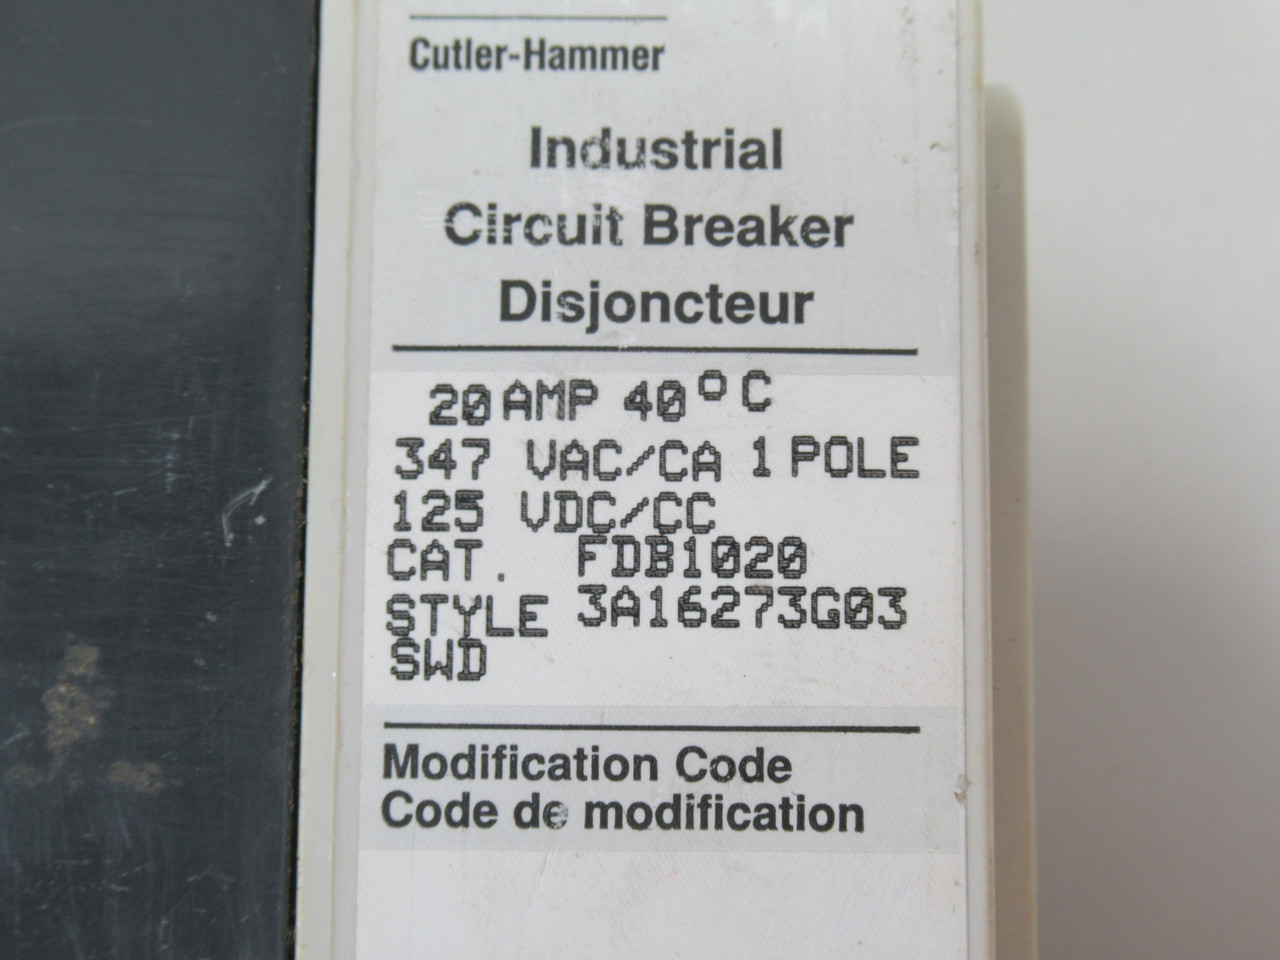 Cutler-Hammer
Industrial
Circuit Breaker
Disjoncteur
20 AMP 40°C
347 VAC/CA 1 POLE
125 VDC/CC
CAT. FDB1020
STYLE 3A16273G03
SWD
Modification Code
Code de modification